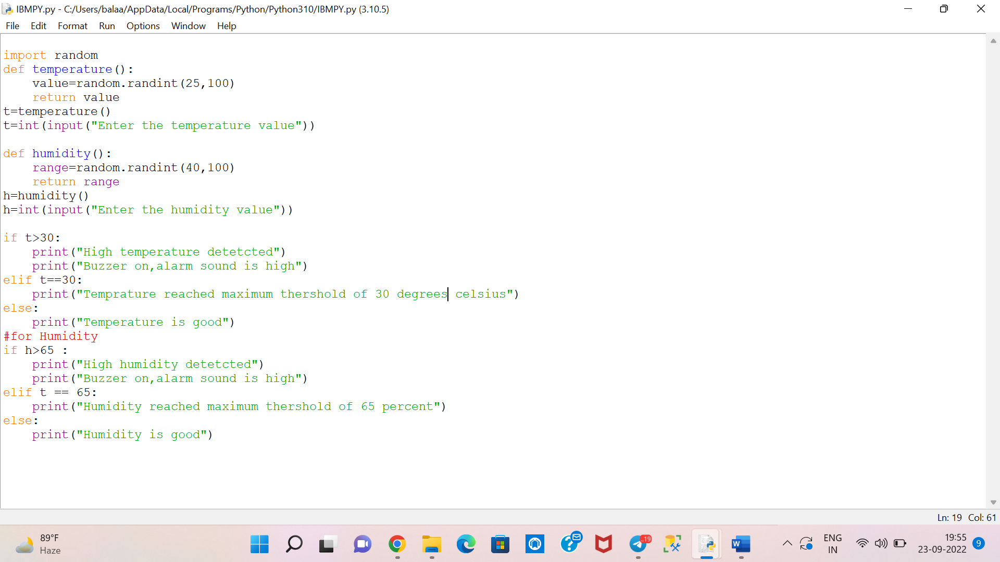 IBMPY.py - C:/Users/balaa/AppData/Local/Programs/Python/Python310/IBMPY.py (3.10.5)
File Edit Format Run Options Window Help
import random
def temperature():
    value=random.randint(25,100)
    return value
t=temperature()
t=int(input("Enter the temperature value"))
def humidity():
    range=random.randint(40,100)
    return range
h=humidity()
h=int(input("Enter the humidity value"))
if t>30:
    print("High temperature detetcted")
    print("Buzzer on,alarm sound is high")
elif t==30:
    print("Temprature reached maximum thershold of 30 degrees celsius")
else:
    print("Temperature is good")
#for Humidity
if h>65 :
    print("High humidity detetcted")
    print("Buzzer on,alarm sound is high")
elif t == 65:
    print("Humidity reached maximum thershold of 65 percent")
else:
    print("Humidity is good")
Ln: 19 Col: 61
89°F
Haze
..19
W
ENG
IN
19:55
23-09-2022
9